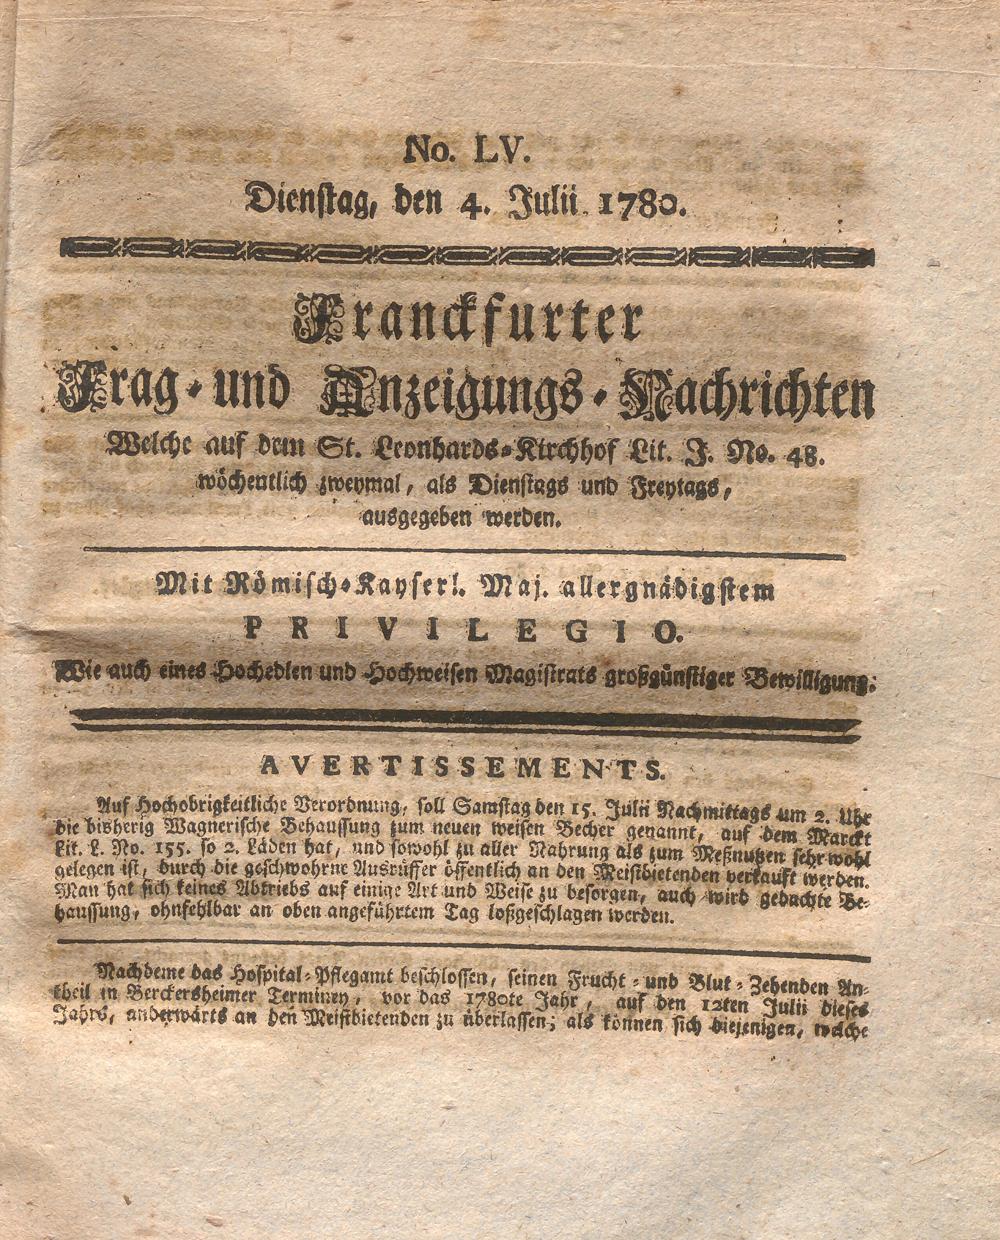 No. LV.
Dienstag, den 4. Julii 1780.
Franckfurter
Frag- und Anzeigungs-Nachrichten
Welche auf dem St. Leonhards-Kirchhof Lit. J. No. 48.
wöchentlich zweymal, als Dienstags und Freytags,
ausgegeben werden.
Mit Römisch-Kayserl. Maj. allergnädigstem
PRIVILEGIO.
Wie auch eines Hochedlen und Hochweisen Magistrats großgünstiger Bewilligung.
AVERTISSEMENTS.
Auf Hochobrigkeitliche Verordnung, soll Samstag den 15. Julii Nachmittags um 2. Uhr
die bisherig Wagnerische Behaussung zum neuen weisen Becher genannt, auf dem Marckt
Lit. L. No. 155. so 2. Läden hat, und sowohl zu aller Nahrung als zum Meßnutzen sehr wohl
gelegen ist, durch die geschwohrne Ausrüffer öffentlich an den Meistbietenden verkauft werden.
Man hat sich keines Abtriebs auf einige Art und Weise zu besorgen, auch wird gedachte Be-
haussung, ohnfehlbar an oben angeführtem Tag loßgeschlagen werden.
Nachdeme das Hospital-Pflegamt beschlossen, seinen Frucht- und Blut-Zehenden An-
theil in Berckersheimer Terminey, vor das 1780te Jahr, auf den 12ten Julii dieses
Jahrs, anderwärts an den Meistbietenden zu überlassen; als können sich diejenigen, welche